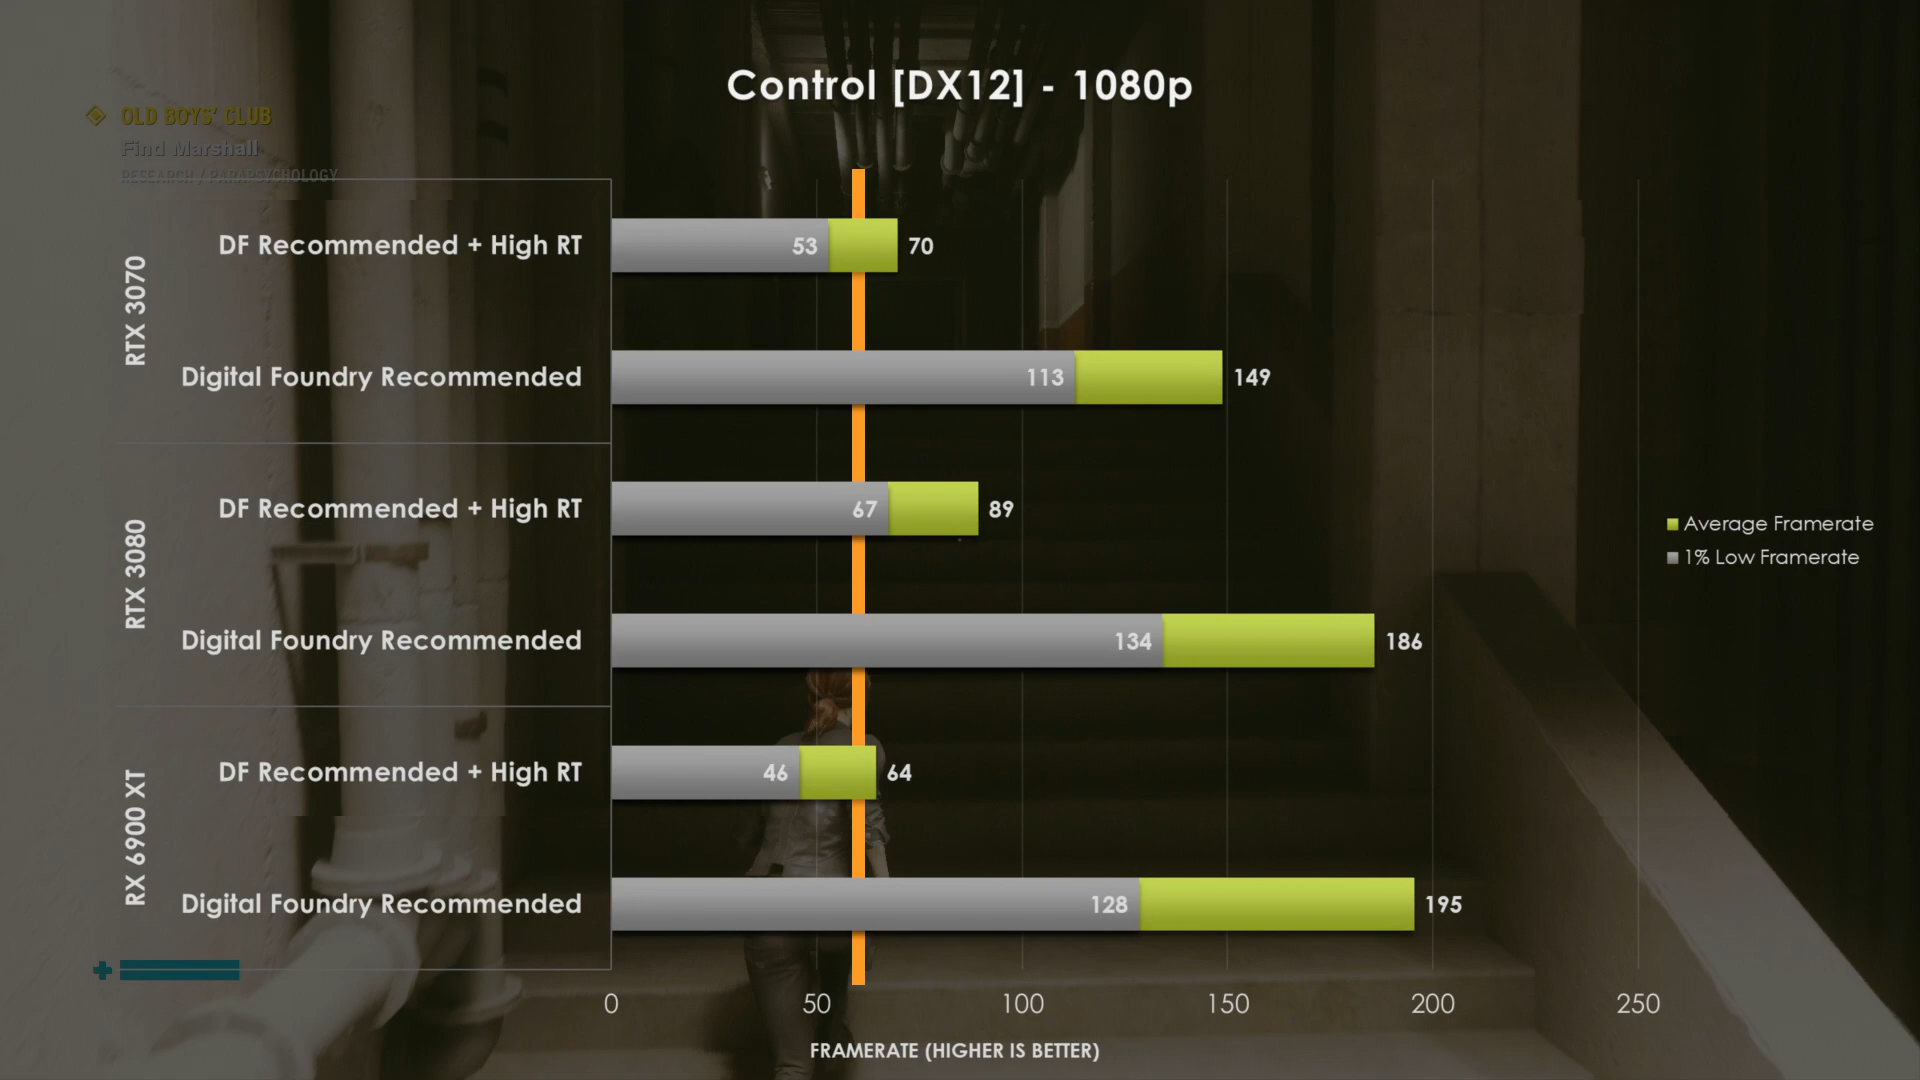 Control [DX12] - 1080p
OLD BOYS' CLUB
Find Marshall
RESEARCH / PARAPSYCHOLOGY
RTX 3070
DF Recommended + High RT
53
70
Digital Foundry Recommended
113
149
RTX 3080
DF Recommended + High RT
67
89
Digital Foundry Recommended
134
186
RX 6900 XT
DF Recommended + High RT
46
64
Digital Foundry Recommended
128
195
Average Framerate
1% Low Framerate
0 50 100 150 200 250
FRAMERATE (HIGHER IS BETTER)